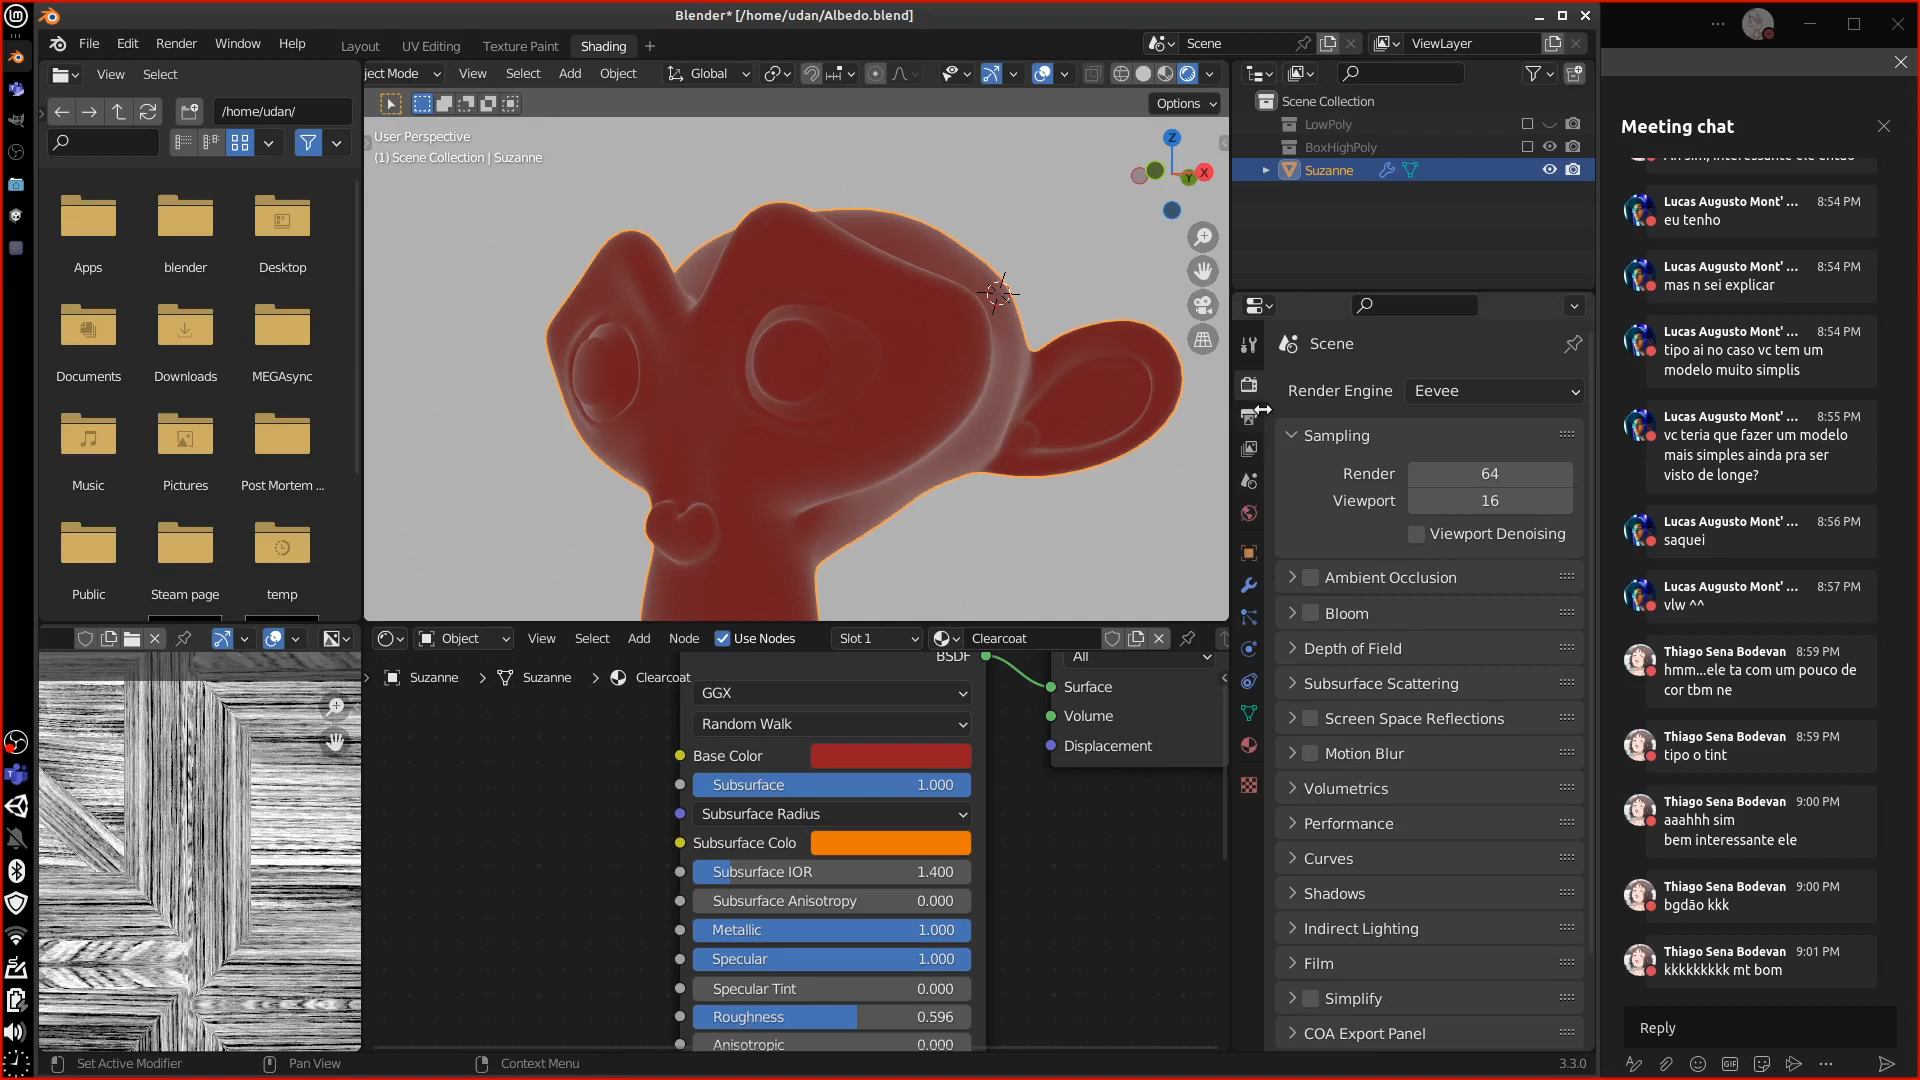 Blender* [/home/udan/Albedo.blend]
File Edit Render Window Help
Layout UV Editing Texture Paint Shading
Scene
ViewLayer
View Select
ject Mode View Select Add Object Global
/home/udan/
Options
Apps blender Desktop
Documents Downloads MEGAsync
Music Pictures Post Mortem ...
Public Steam page temp
User Perspective
(1) Scene Collection | Suzanne
Z
X
Y
Scene Collection
LowPoly
BoxHighPoly
Suzanne
Scene
Render Engine Eevee
Sampling
Render 64
Viewport 16
Viewport Denoising
Ambient Occlusion
Bloom
Depth of Field
Subsurface Scattering
Screen Space Reflections
Motion Blur
Volumetrics
Performance
Curves
Shadows
Indirect Lighting
Film
Simplify
COA Export Panel
Object View Select Add Node Use Nodes Slot 1 Clearcoat
Suzanne Suzanne Clearcoat
BSDF
GGX
Random Walk
Base Color
Subsurface 1.000
Subsurface Radius
Subsurface Colo
Subsurface IOR 1.400
Subsurface Anisotropy 0.000
Metallic 1.000
Specular 1.000
Specular Tint 0.000
Roughness 0.596
Anisotropic 0.000
All
Surface
Volume
Displacement
Set Active Modifier Pan View Context Menu 3.3.0
Meeting chat
Lucas Augusto Mont' ... 8:54 PM
eu tenho
Lucas Augusto Mont' ... 8:54 PM
mas n sei explicar
Lucas Augusto Mont' ... 8:54 PM
tipo ai no caso vc tem um
modelo muito simplis
Lucas Augusto Mont' ... 8:55 PM
vc teria que fazer um modelo
mais simples ainda pra ser
visto de longe?
Lucas Augusto Mont' ... 8:56 PM
saquei
Lucas Augusto Mont' ... 8:57 PM
vlw ^^
Thiago Sena Bodevan 8:59 PM
hmm...ele ta com um pouco de
cor tbm ne
Thiago Sena Bodevan 8:59 PM
tipo o tint
Thiago Sena Bodevan 9:00 PM
aaahhh sim
bem interessante ele
Thiago Sena Bodevan 9:00 PM
bgdão kkk
Thiago Sena Bodevan 9:01 PM
kkkkkkkkk mt bom
Reply
GIF